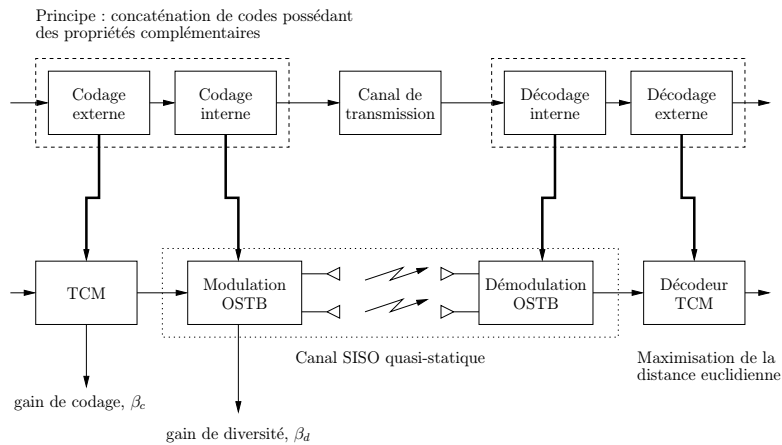 Principe : concaténation de codes possédant
des propriétés complémentaires
Codage
externe
Codage
interne
Canal de
transmission
Décodage
interne
Décodage
externe
TCM
Modulation
OSTB
Démodulation
OSTB
Décodeur
TCM
Canal SISO quasi-statique
Maximisation de la
distance euclidienne
gain de codage, β_c
gain de diversité, β_d